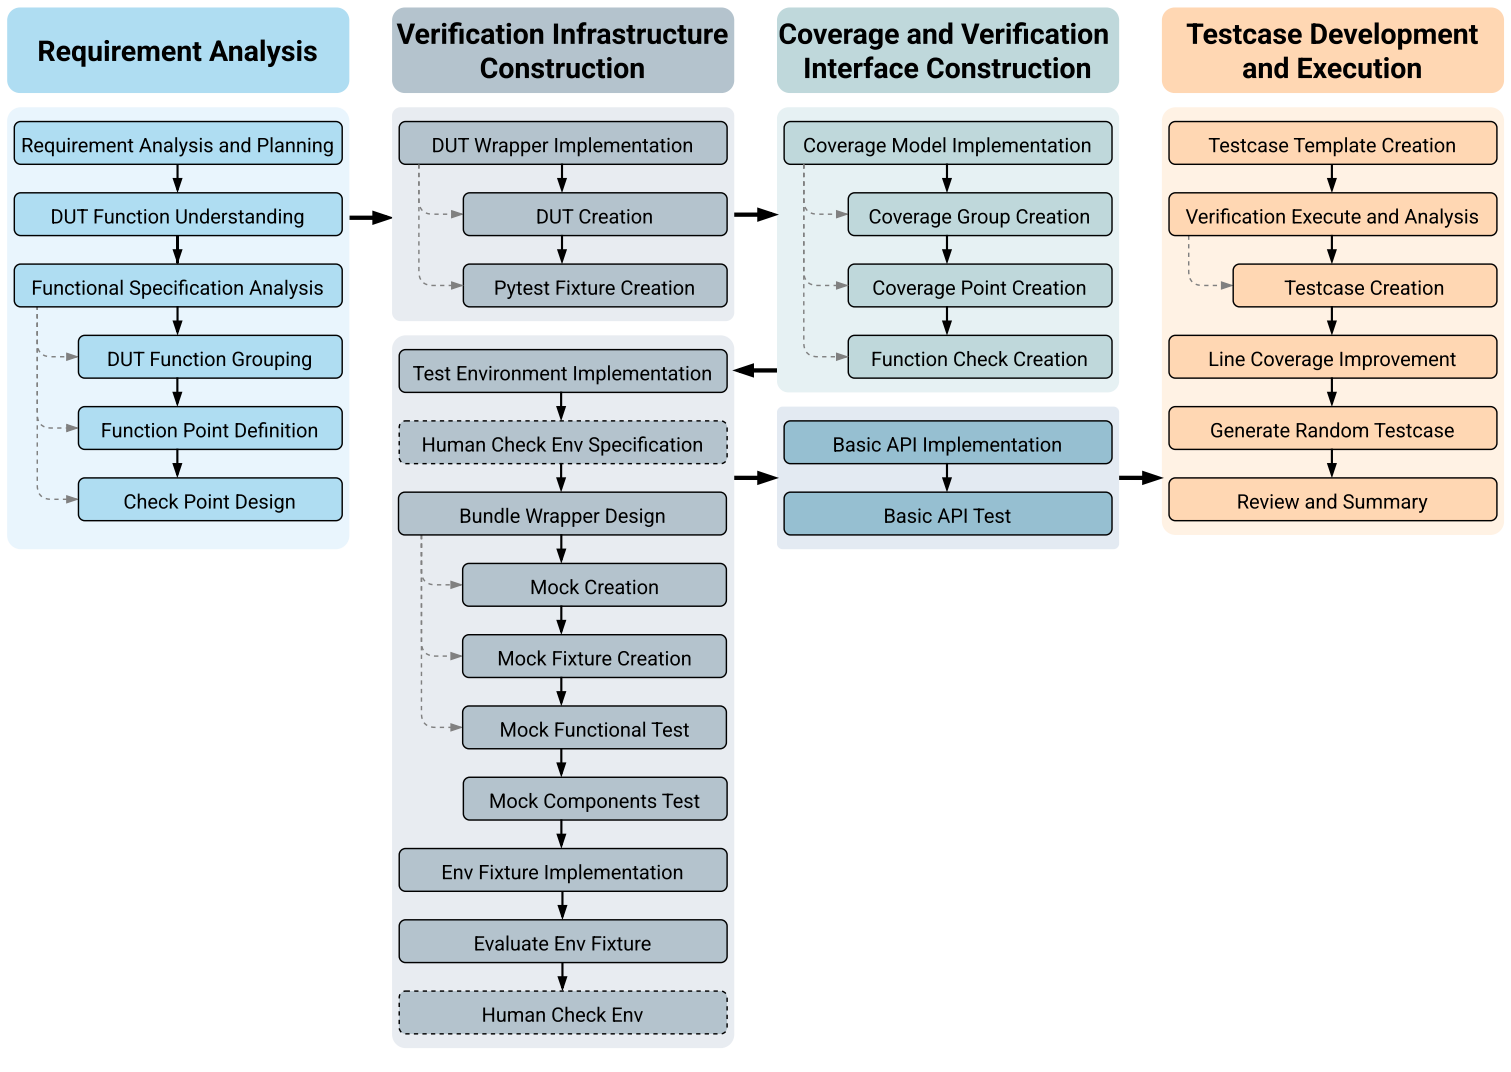 Requirement Analysis
Requirement Analysis and Planning
DUT Function Understanding
Functional Specification Analysis
DUT Function Grouping
Function Point Definition
Check Point Design
Verification Infrastructure
Construction
DUT Wrapper Implementation
DUT Creation
Pytest Fixture Creation
Test Environment Implementation
Human Check Env Specification
Bundle Wrapper Design
Mock Creation
Mock Fixture Creation
Mock Functional Test
Mock Components Test
Env Fixture Implementation
Evaluate Env Fixture
Human Check Env
Coverage and Verification
Interface Construction
Coverage Model Implementation
Coverage Group Creation
Coverage Point Creation
Function Check Creation
Basic API Implementation
Basic API Test
Testcase Development
and Execution
Testcase Template Creation
Verification Execute and Analysis
Testcase Creation
Line Coverage Improvement
Generate Random Testcase
Review and Summary